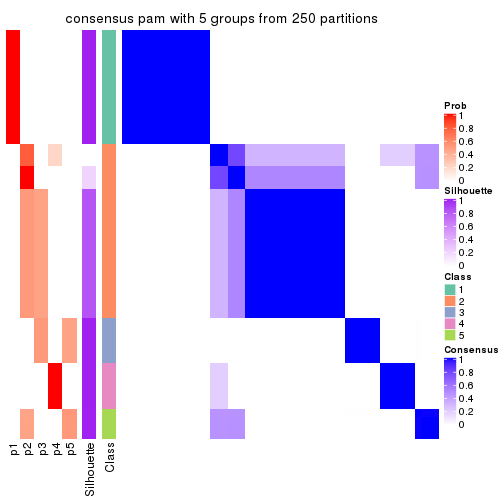 consensus pam with 5 groups from 250 partitions
Prob
1
0.8
0.6
0.4
0.2
0
Silhouette
1
0.8
0.6
0.4
0.2
0
Class
1
2
3
4
5
Consensus
1
0.8
0.6
0.4
0.2
0
p1
p2
p3
p4
p5
Silhouette
Class